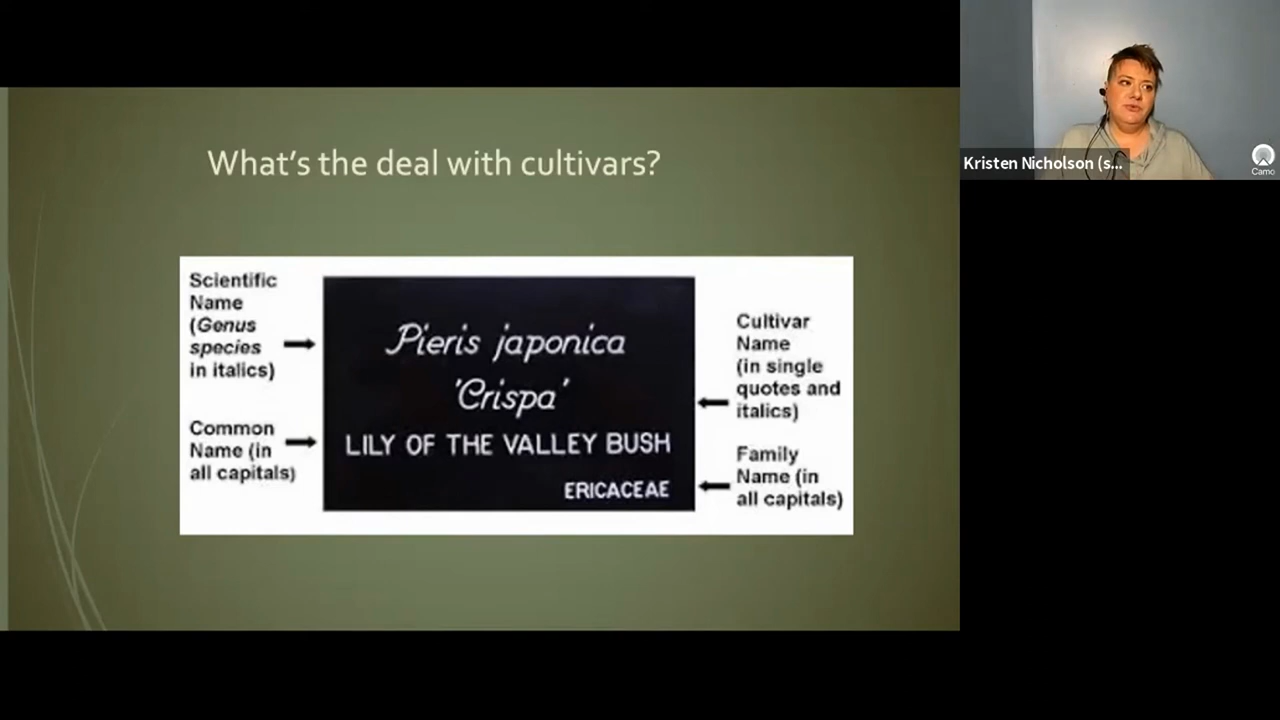 What's the deal with cultivars?
Scientific
Name
(Genus
species
in italics)
Common
Name (in
all capitals)
Pieris japonica
'Crispa'
LILY OF THE VALLEY BUSH
ERICACEAE
Cultivar
Name
(in single
quotes and
italics)
Family
Name (in
all capitals)
Kristen Nicholson (s...
Camo